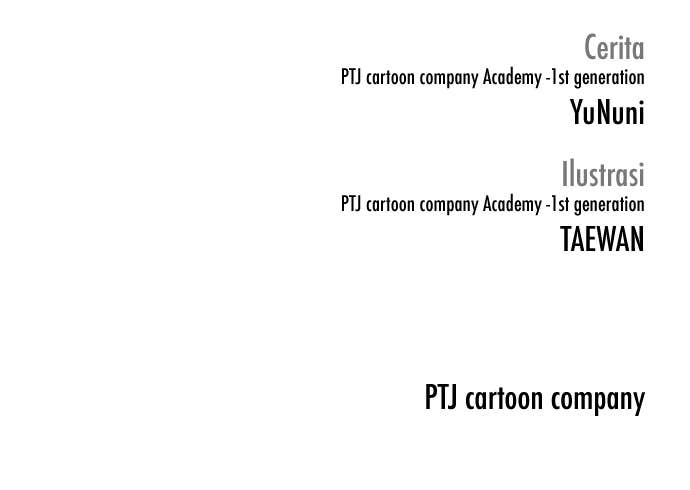 Cerita
PTJ cartoon company Academy -1st generation
YuNuni
Ilustrasi
PTJ cartoon company Academy -1st generation
TAEWAN
PTJ cartoon company